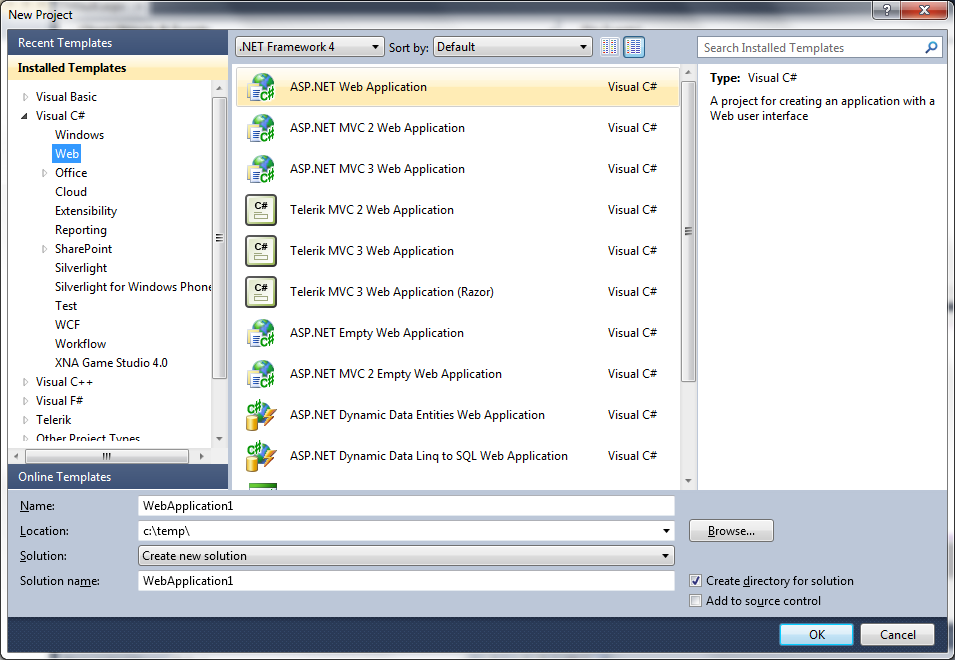 New Project
Recent Templates
Installed Templates
Visual Basic
Visual C#
Windows
Web
Office
Cloud
Extensibility
Reporting
SharePoint
Silverlight
Silverlight for Windows Phone
Test
WCF
Workflow
XNA Game Studio 4.0
Visual C++
Visual F#
Telerik
Other Project Types
Online Templates
.NET Framework 4 Sort by: Default
ASP.NET Web Application Visual C#
ASP.NET MVC 2 Web Application Visual C#
ASP.NET MVC 3 Web Application Visual C#
C# Telerik MVC 2 Web Application Visual C#
C# Telerik MVC 3 Web Application Visual C#
C# Telerik MVC 3 Web Application (Razor) Visual C#
ASP.NET Empty Web Application Visual C#
ASP.NET MVC 2 Empty Web Application Visual C#
ASP.NET Dynamic Data Entities Web Application Visual C#
ASP.NET Dynamic Data Linq to SQL Web Application Visual C#
Search Installed Templates
Type: Visual C#
A project for creating an application with a
Web user interface
Name: WebApplication1
Location: c:\temp\ Browse...
Solution: Create new solution
Solution name: WebApplication1
Create directory for solution
Add to source control
OK Cancel